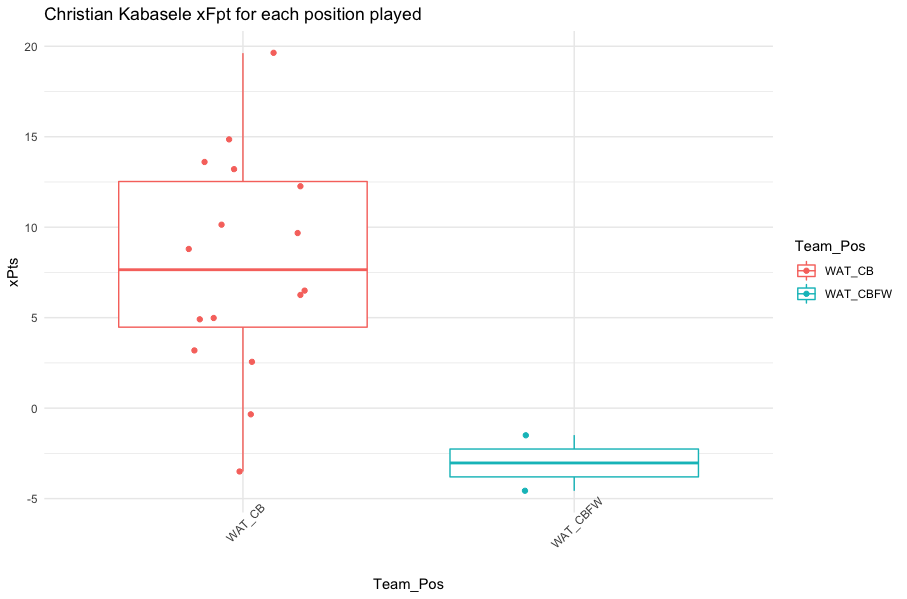 Christian Kabasele xFpt for each position played
20
15
10
5
0
-5
xPts
WAT_CB
WAT_CBFW
Team_Pos
Team_Pos
WAT_CB
WAT_CBFW